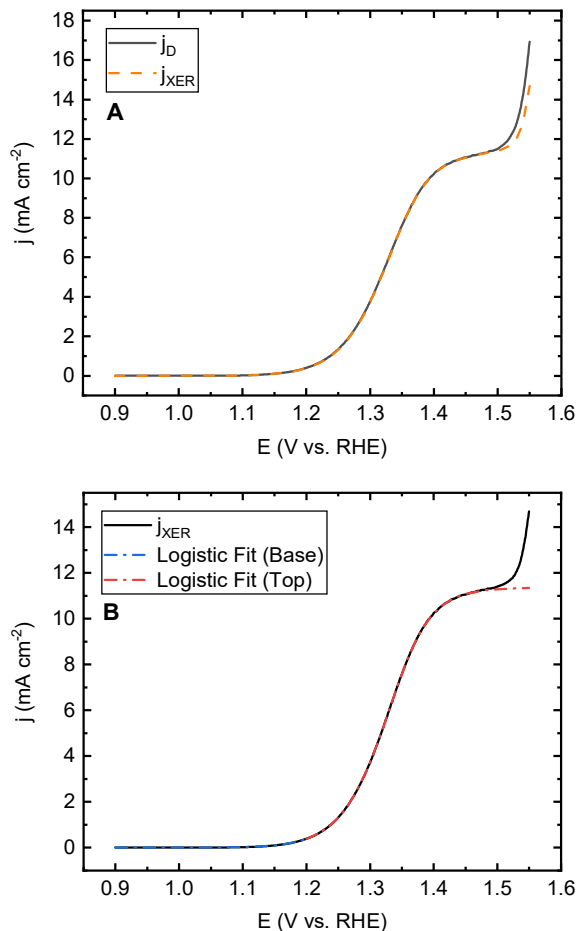 18
16
14
12
10
8
6
4
2
0
j (mA cm⁻²)
j_D
j_XER
A
0.9 1.0 1.1 1.2 1.3 1.4 1.5 1.6
E (V vs. RHE)
14
12
10
8
6
4
2
0
j (mA cm⁻²)
j_XER
Logistic Fit (Base)
Logistic Fit (Top)
B
0.9 1.0 1.1 1.2 1.3 1.4 1.5 1.6
E (V vs. RHE)